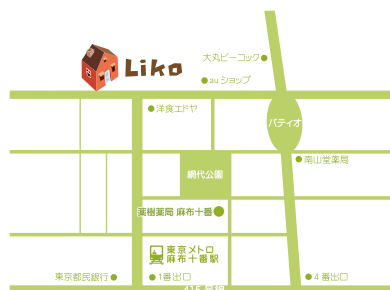 大丸ピーコック
Liko
auショップ
洋食エドヤ
パティオ
南山堂薬局
網代公園
薬樹薬局 麻布十番
東京メトロ
麻布十番駅
東京都民銀行
1番出口
4番出口